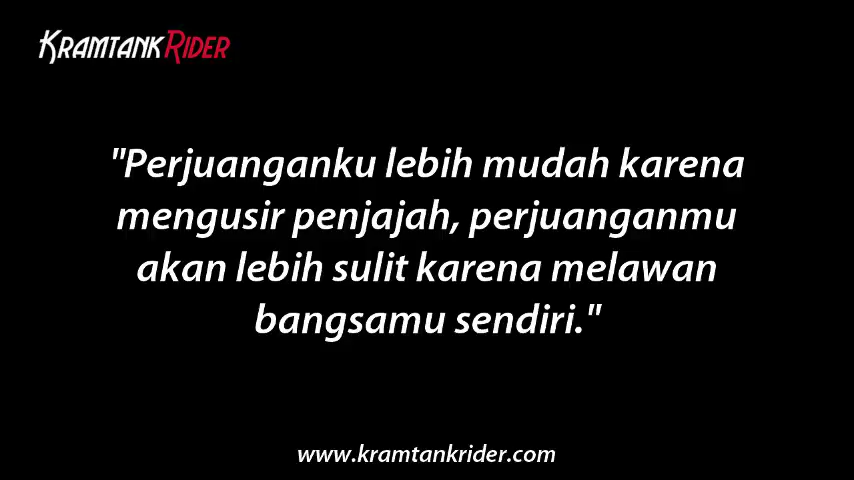 KRAMTANKRIDER
"Perjuanganku lebih mudah karena
mengusir penjajah, perjuanganmu
akan lebih sulit karena melawan
bangsamu sendiri."
www.kramtankrider.com